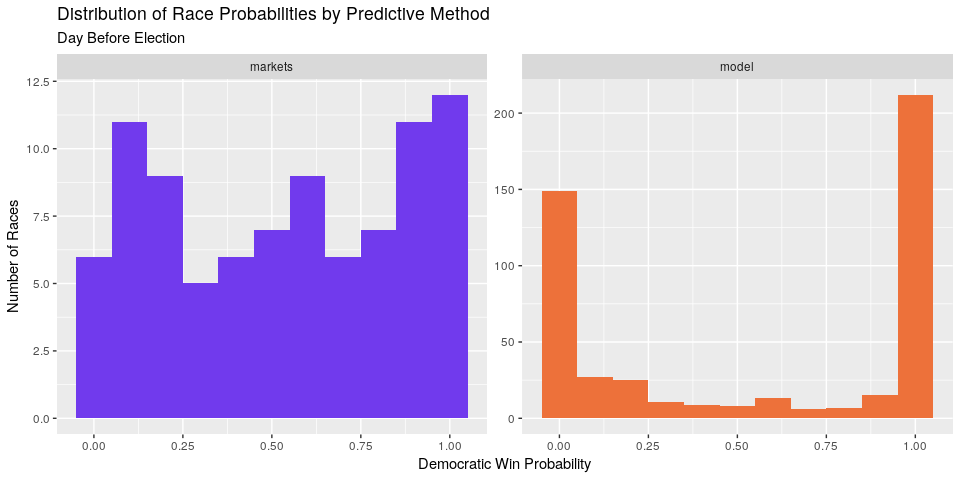 Distribution of Race Probabilities by Predictive Method
Day Before Election
markets
model
Number of Races
12.5
10.0
7.5
5.0
2.5
0.0
200
150
100
50
0
0.00 0.25 0.50 0.75 1.00
0.00 0.25 0.50 0.75 1.00
Democratic Win Probability